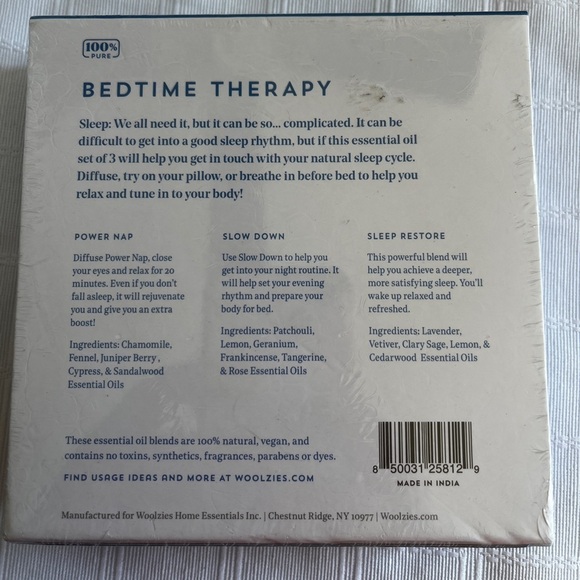 100%
PURE
BEDTIME THERAPY
Sleep: We all need it, but it can be so... complicated. It can be
difficult to get into a good sleep rhythm, but if this essential oil
set of 3 will help you get in touch with your natural sleep cycle.
Diffuse, try on your pillow, or breathe in before bed to help you
relax and tune in to your body!
POWER NAP
Diffuse Power Nap, close
your eyes and relax for 20
minutes. Even if you don't
fall asleep, it will rejuvenate
you and give you an extra
boost!
Ingredients: Chamomile,
Fennel, Juniper Berry ,
Cypress, & Sandalwood
Essential Oils
SLOW DOWN
Use Slow Down to help you
get into your night routine. It
will help set your evening
rhythm and prepare your
body for bed.
Ingredients: Patchouli,
Lemon, Geranium,
Frankincense, Tangerine,
& Rose Essential Oils
SLEEP RESTORE
This powerful blend will
help you achieve a deeper,
more satisfying sleep. You'll
wake up relaxed and
refreshed.
Ingredients: Lavender,
Vetiver, Clary Sage, Lemon, &
Cedarwood Essential Oils
These essential oil blends are 100% natural, vegan, and
contains no toxins, synthetics, fragrances, parabens or dyes.
FIND USAGE IDEAS AND MORE AT WOOLZIES.COM
8 50031 25812 9
MADE IN INDIA
Manufactured for Woolzies Home Essentials Inc. | Chestnut Ridge, NY 10977 | Woolzies.com